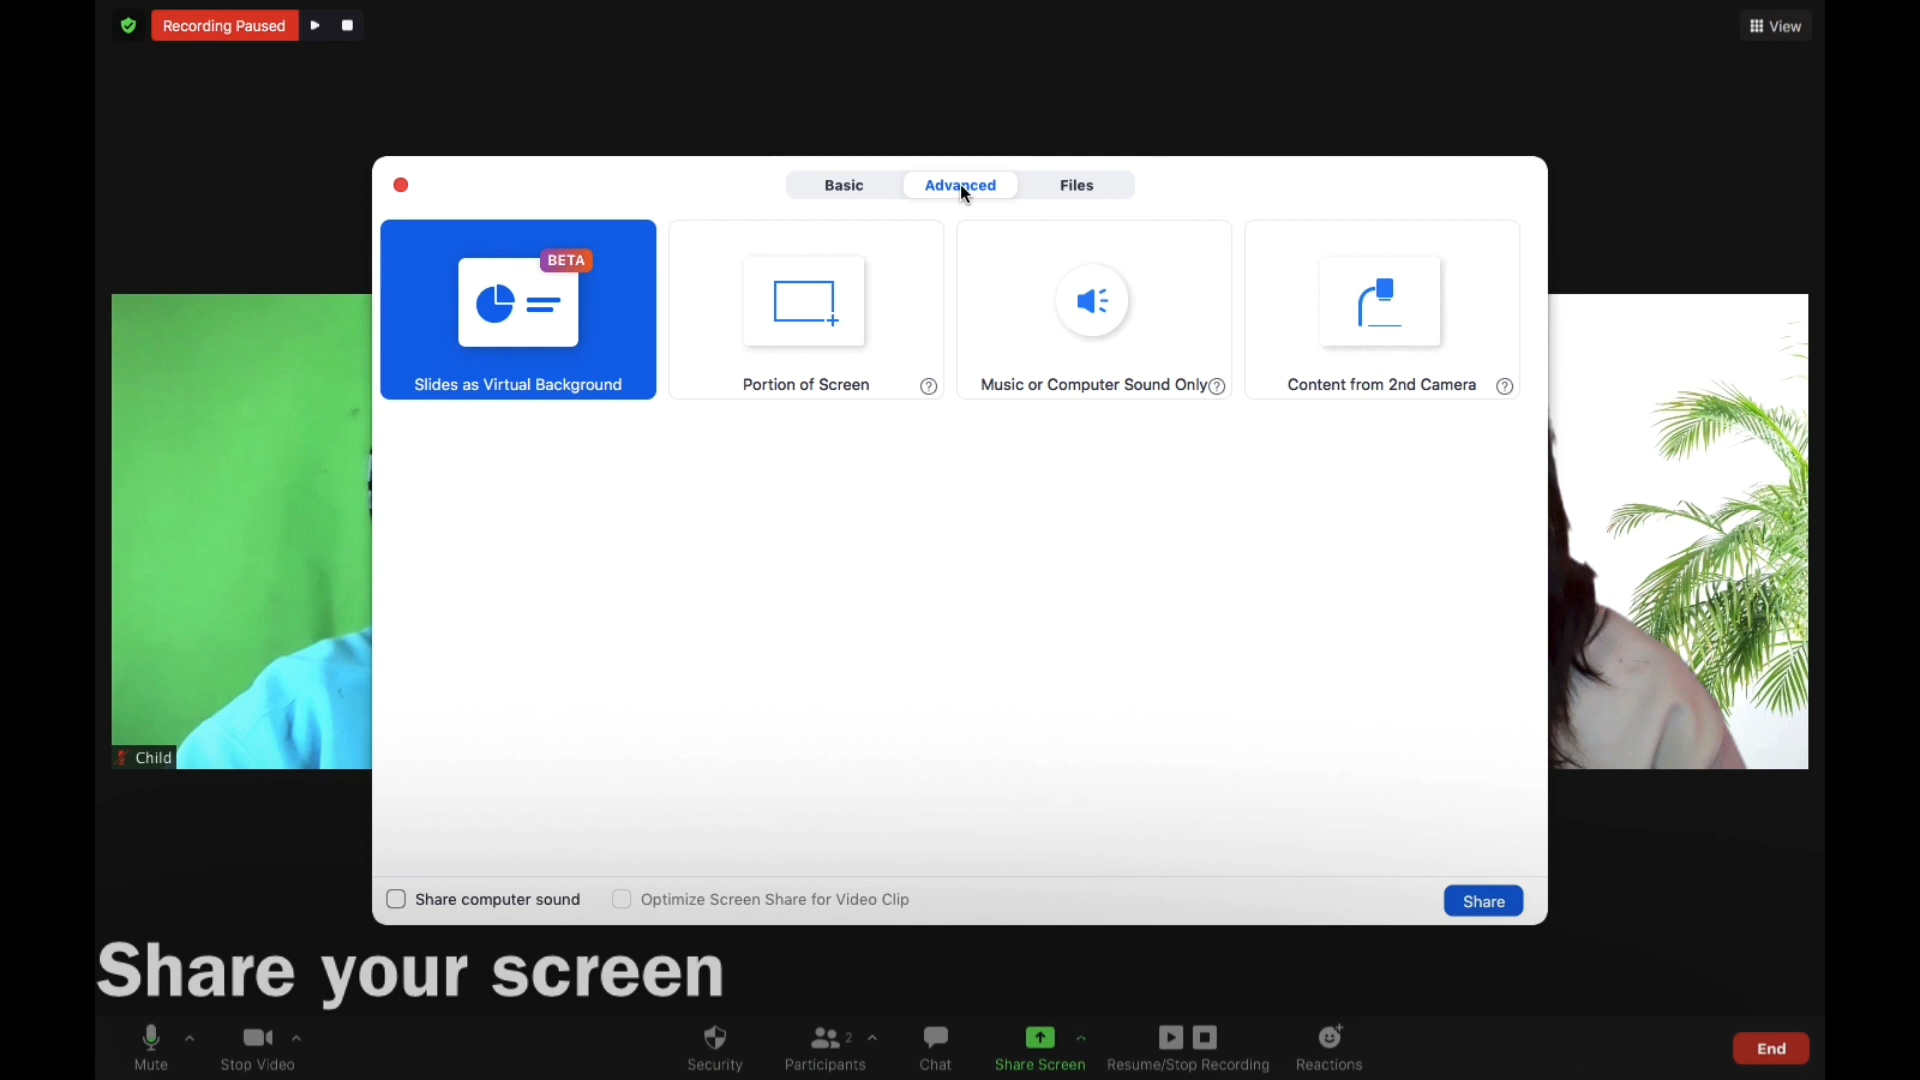 Recording Paused
View
Basic
Advanced
Files
BETA
Slides as Virtual Background
Portion of Screen
?
Music or Computer Sound Only
?
Content from 2nd Camera
?
Child
Share computer sound
Optimize Screen Share for Video Clip
Share
Share your screen
Mute
Stop Video
Security
2
Participants
Chat
Share Screen
Resume/Stop Recording
Reactions
End